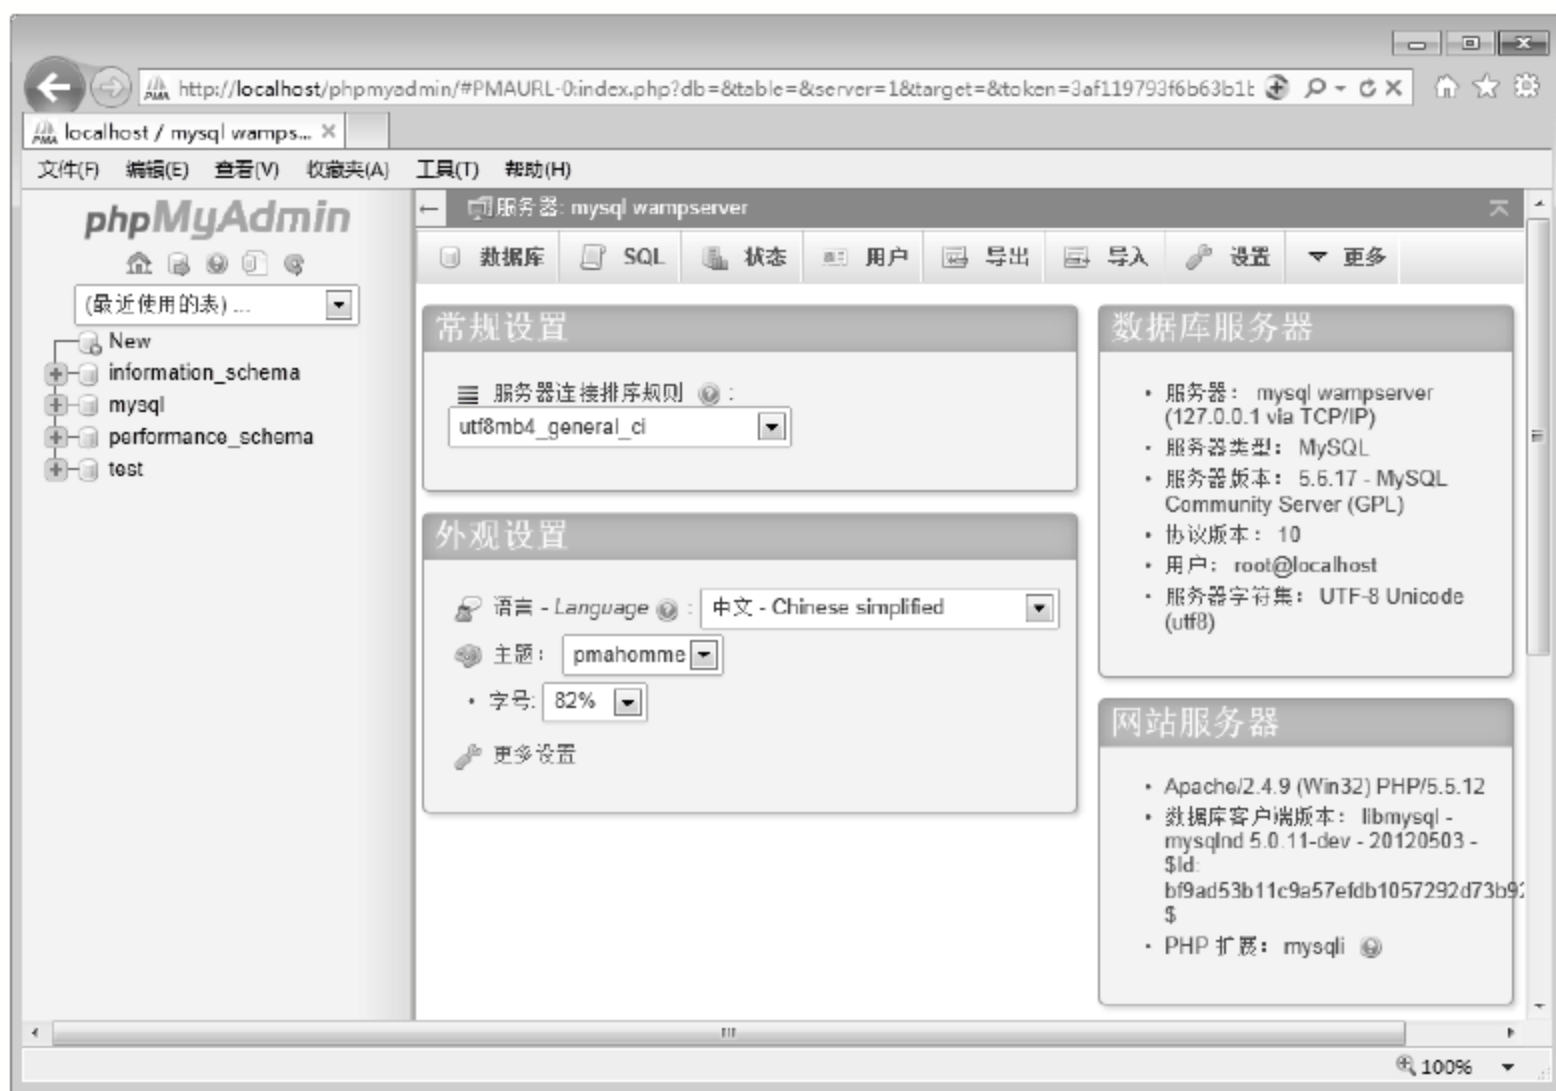 http://localhost/phpmyadmin/#PMAURL-0:index.php?db=&table=&server=1&target=&token=3af119793f6b63b1b
localhost / mysql wamps...
文件(F) 编辑(E) 查看(V) 收藏夹(A) 工具(T) 帮助(H)
phpMyAdmin
(最近使用的表) ...
New
information_schema
mysql
performance_schema
test
服务器: mysql wampserver
数据库 SQL 状态 用户 导出 导入 设置 更多
常规设置
服务器连接排序规则 :
utf8mb4_general_ci
外观设置
语言 - Language : 中文 - Chinese simplified
主题: pmahomme
• 字号: 82%
更多设置
数据库服务器
• 服务器: mysql wampserver
(127.0.0.1 via TCP/IP)
• 服务器类型: MySQL
• 服务器版本: 5.6.17 - MySQL
Community Server (GPL)
• 协议版本: 10
• 用户: root@localhost
• 服务器字符集: UTF-8 Unicode
(utf8)
网站服务器
• Apache/2.4.9 (Win32) PHP/5.5.12
• 数据库客户端版本: libmysql -
mysqlnd 5.0.11-dev - 20120503 -
$Id:
bf9ad53b11c9a57efdb1057292d73b92
$
• PHP 扩展: mysqli
100%